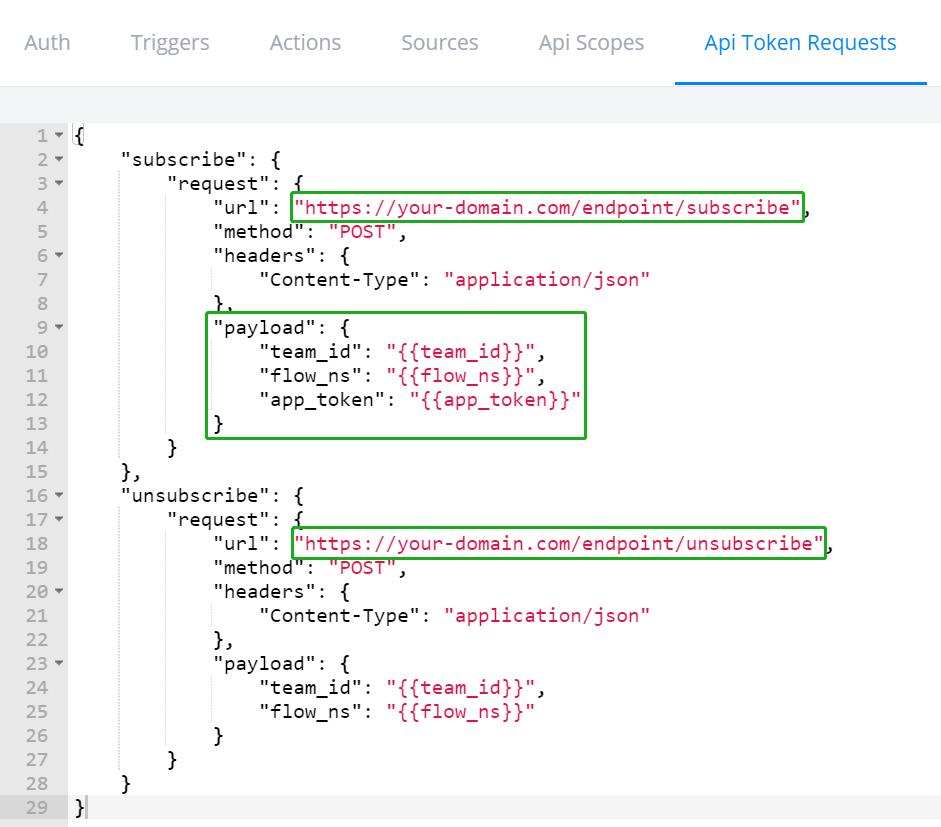 Auth Triggers Actions Sources Api Scopes Api Token Requests
1 {
2 "subscribe": {
3 "request": {
4 "url": "https://your-domain.com/endpoint/subscribe",
5 "method": "POST",
6 "headers": {
7 "Content-Type": "application/json"
8 },
9 "payload": {
10 "team_id": "{{team_id}}",
11 "flow_ns": "{{flow_ns}}",
12 "app_token": "{{app_token}}"
13 }
14 }
15 },
16 "unsubscribe": {
17 "request": {
18 "url": "https://your-domain.com/endpoint/unsubscribe",
19 "method": "POST",
20 "headers": {
21 "Content-Type": "application/json"
22 },
23 "payload": {
24 "team_id": "{{team_id}}",
25 "flow_ns": "{{flow_ns}}"
26 }
27 }
28 }
29 }